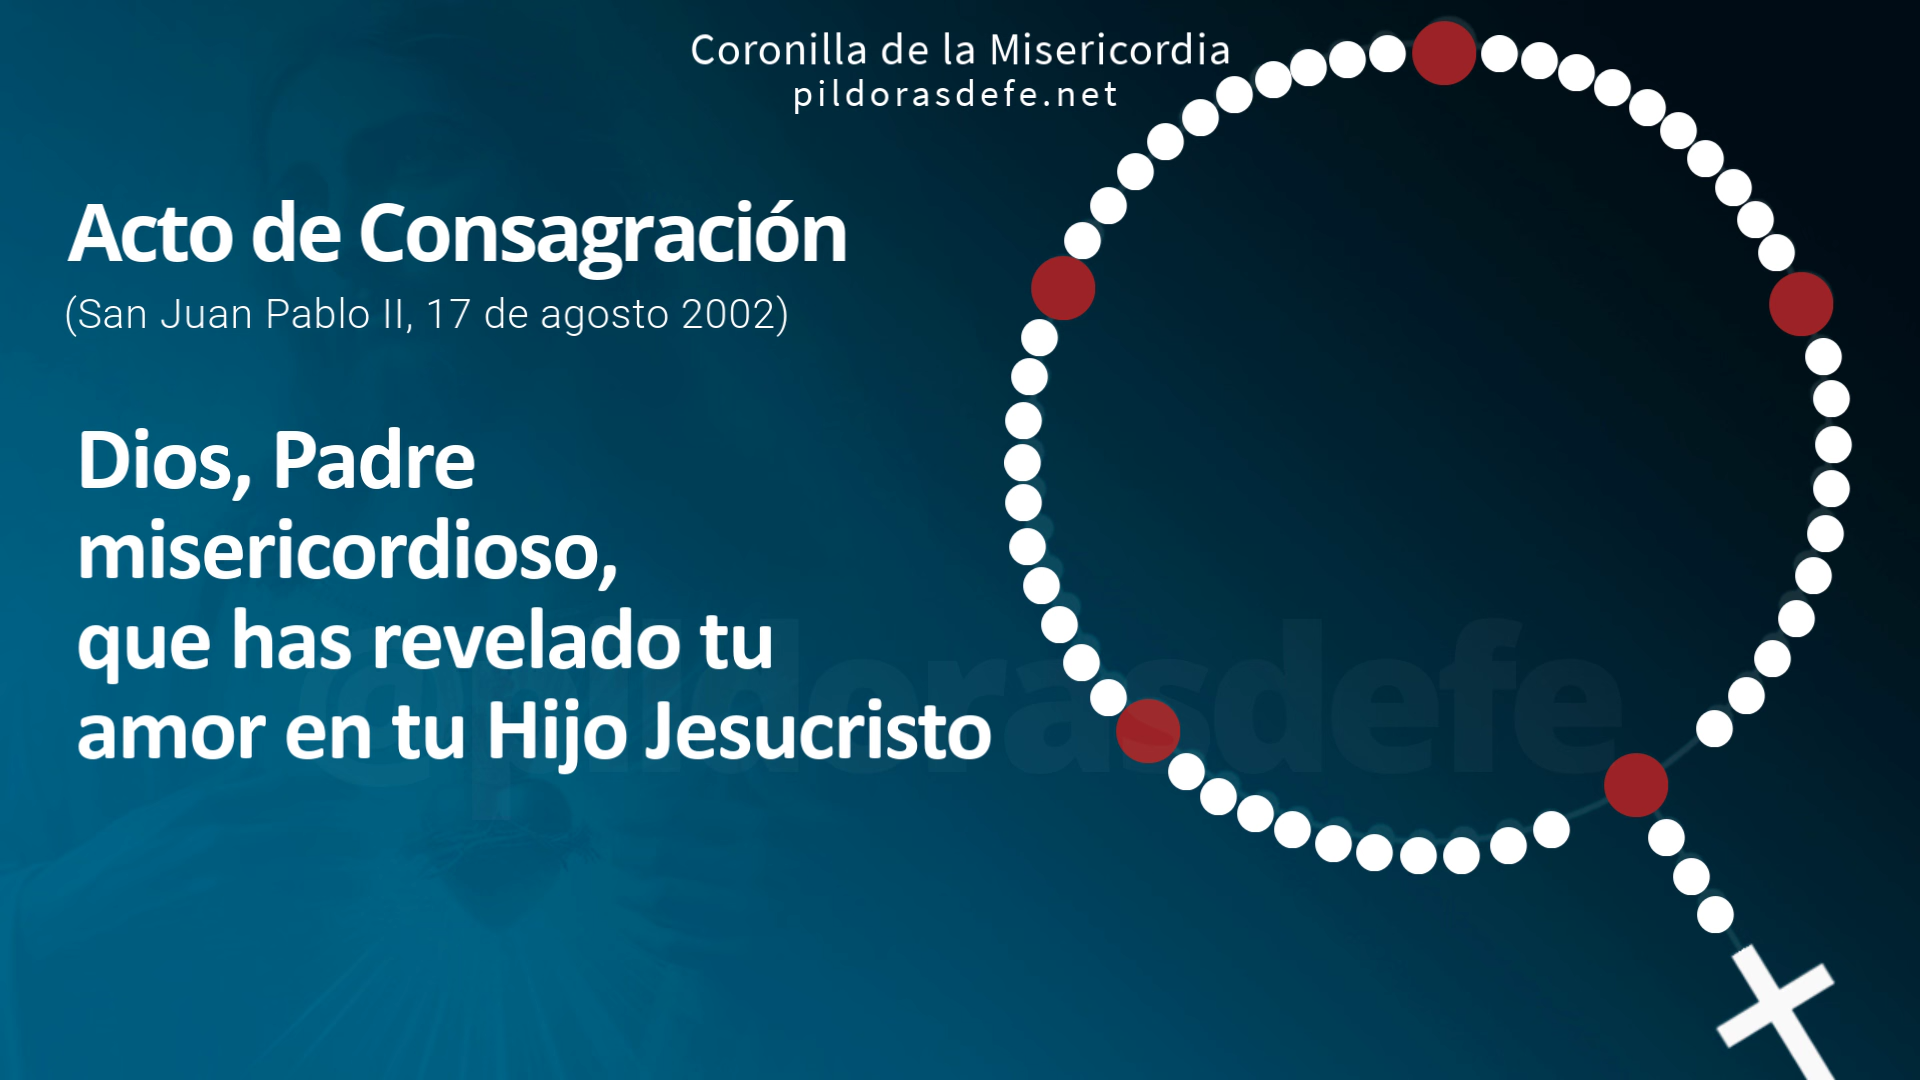 Coronilla de la Misericordia
pildorasdefe.net
Acto de Consagración
(San Juan Pablo II, 17 de agosto 2002)
Dios, Padre
misericordioso,
que has revelado tu
amor en tu Hijo Jesucristo
@pildorasdefe